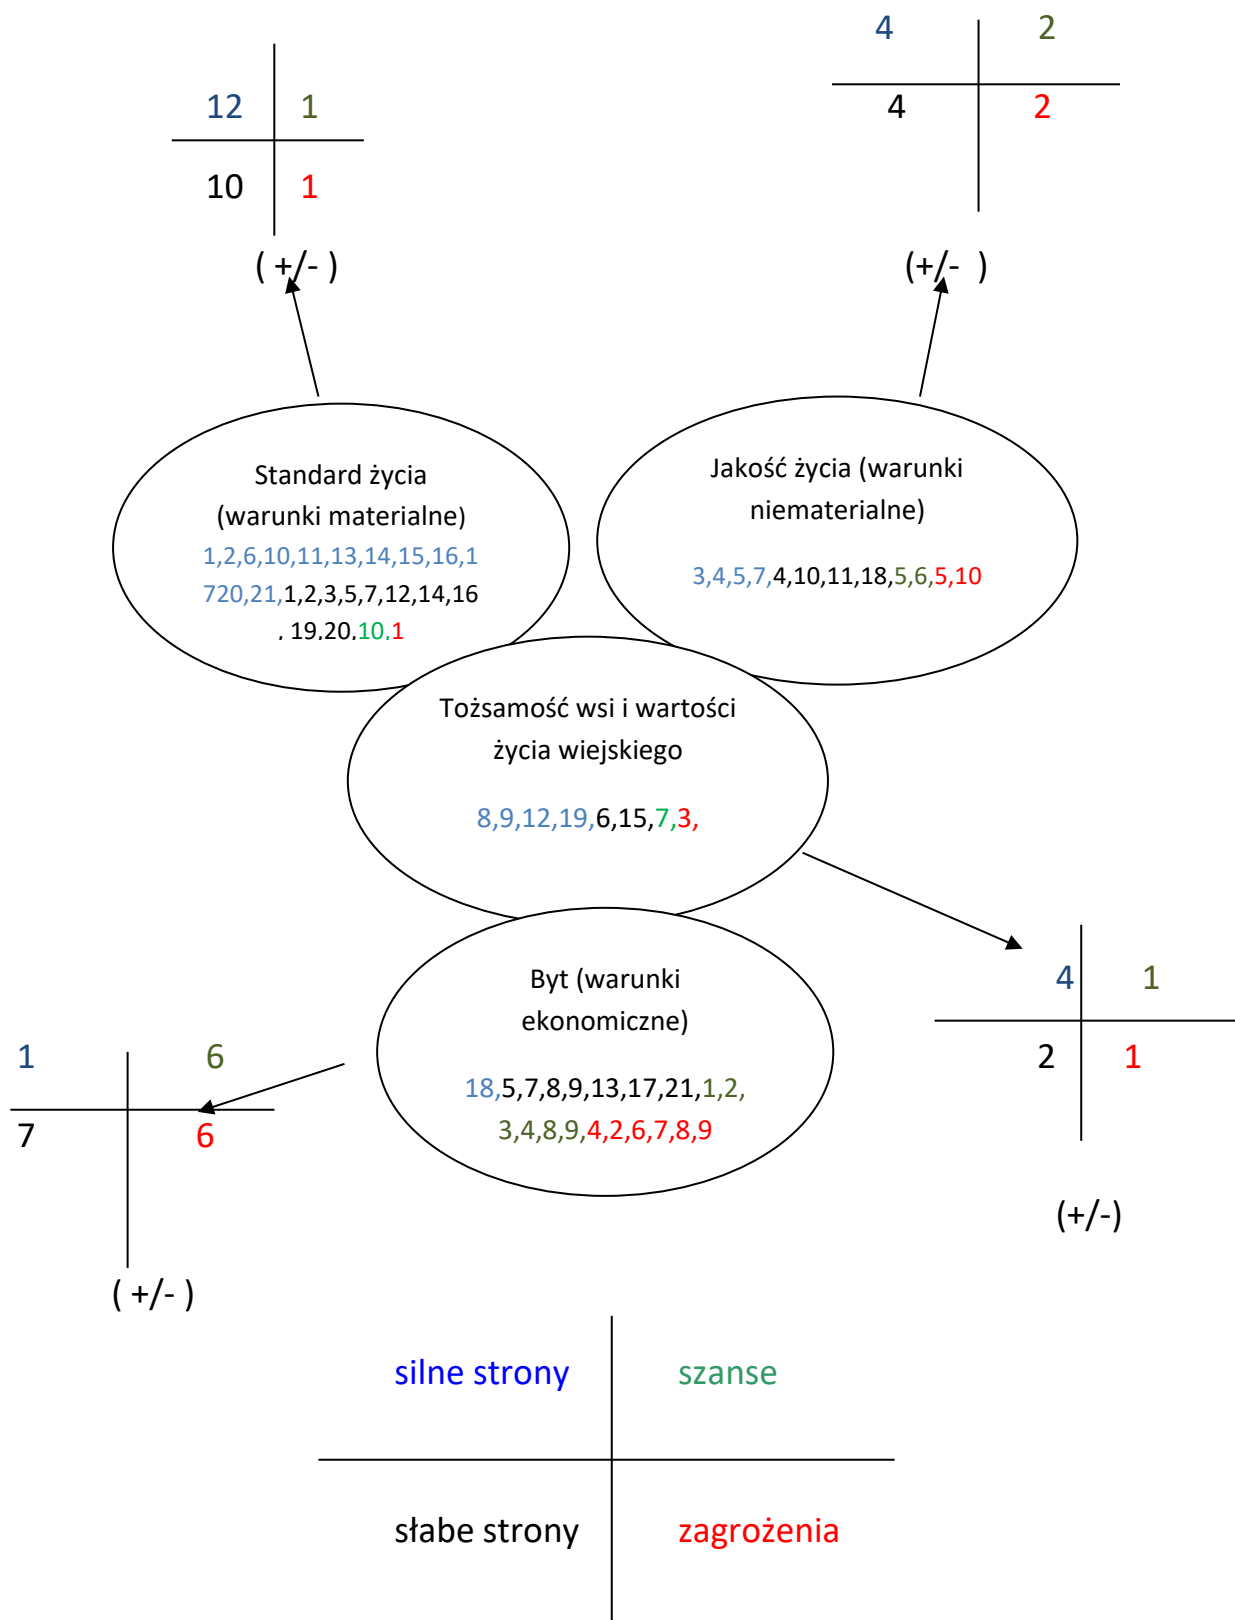 4 2
12 1
4 2
10 1
( +/- )
(+/- )
Standard życia
(warunki materialne)
1,2,6,10,11,13,14,15,16,1
720,21,1,2,3,5,7,12,14,16
, 19,20,10,1
Jakość życia (warunki
niematerialne)
3,4,5,7,4,10,11,18,5,6,5,10
Tożsamość wsi i wartości
życia wiejskiego
8,9,12,19,6,15,7,3,
Byt (warunki
ekonomiczne)
18,5,7,8,9,13,17,21,1,2,
3,4,8,9,4,2,6,7,8,9
4 1
2 1
(+/-)
1 6
7 6
( +/- )
silne strony szanse
słabe strony zagrożenia